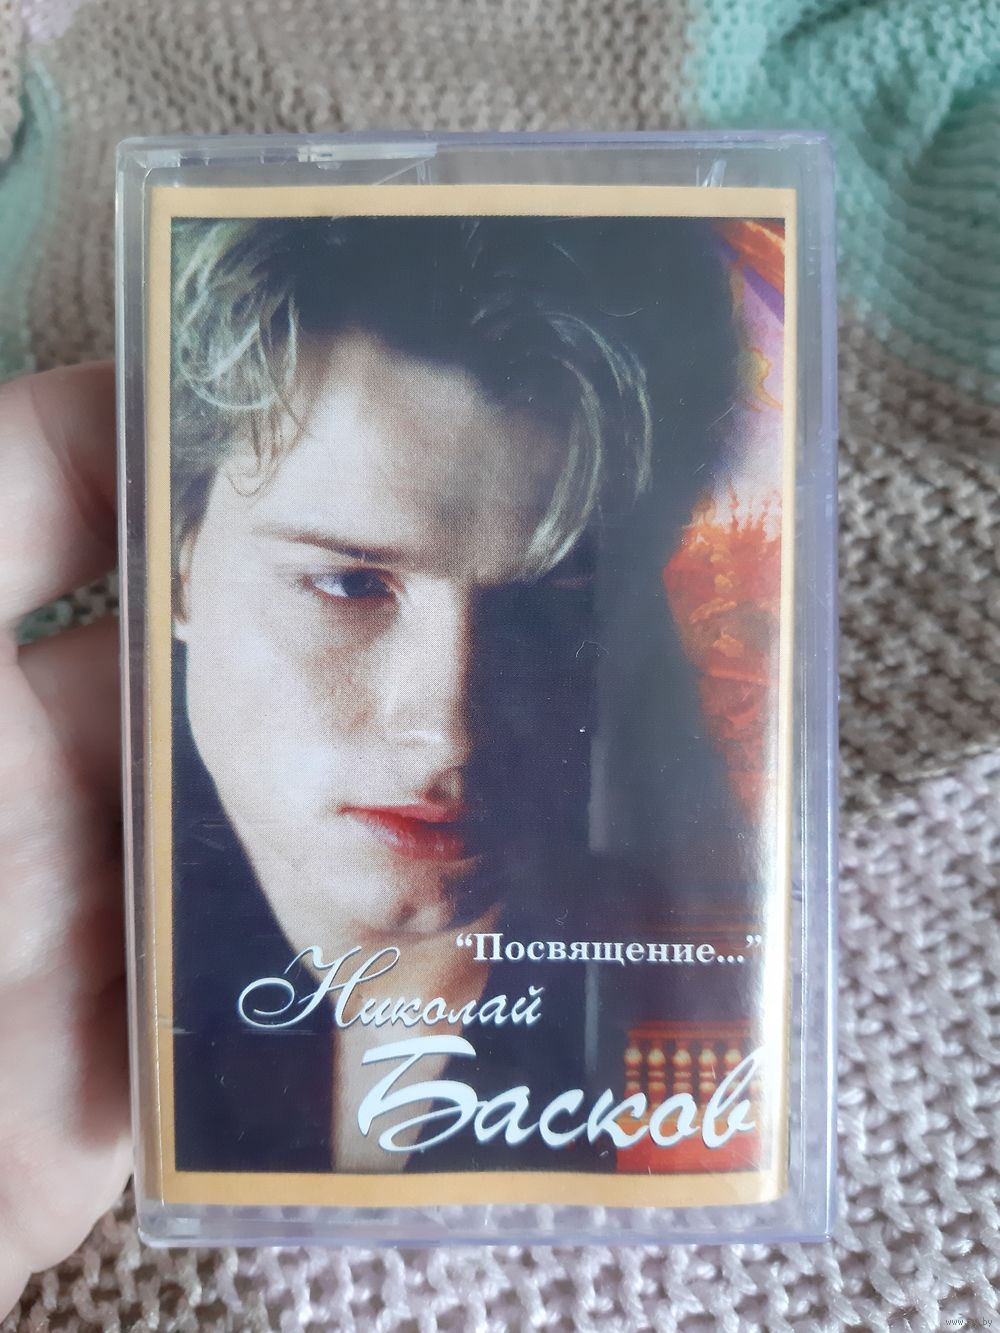 “Посвящение...”
Николай
Басков